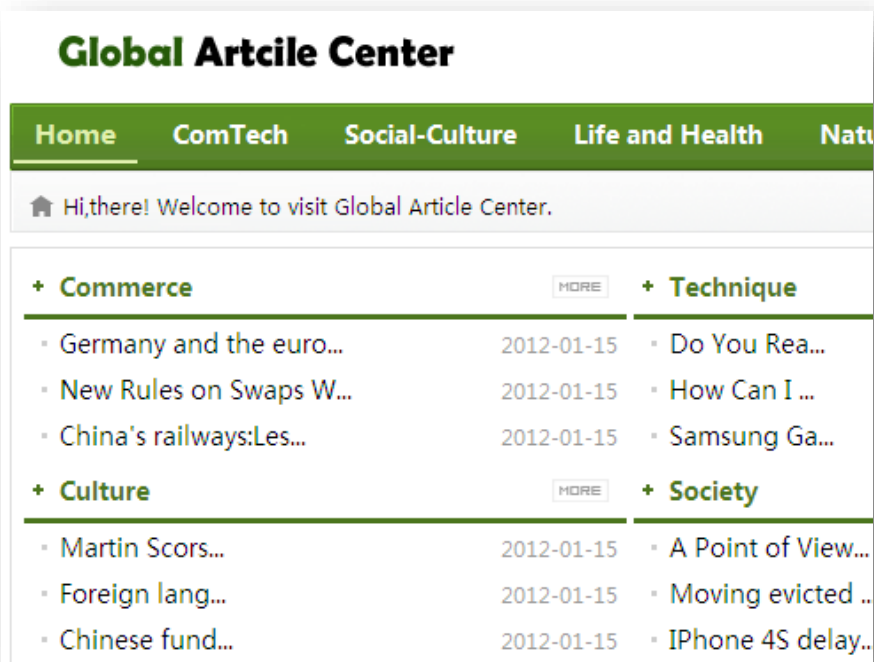 Global Artcile Center
Home ComTech Social-Culture Life and Health Natu
Hi,there! Welcome to visit Global Article Center.
Commerce MORE
Germany and the euro... 2012-01-15
New Rules on Swaps W... 2012-01-15
China's railways:Les... 2012-01-15
Technique
Do You Rea...
How Can I ...
Samsung Ga...
Culture MORE
Martin Scors... 2012-01-15
Foreign lang... 2012-01-15
Chinese fund... 2012-01-15
Society
A Point of View...
Moving evicted ..
IPhone 4S delay..